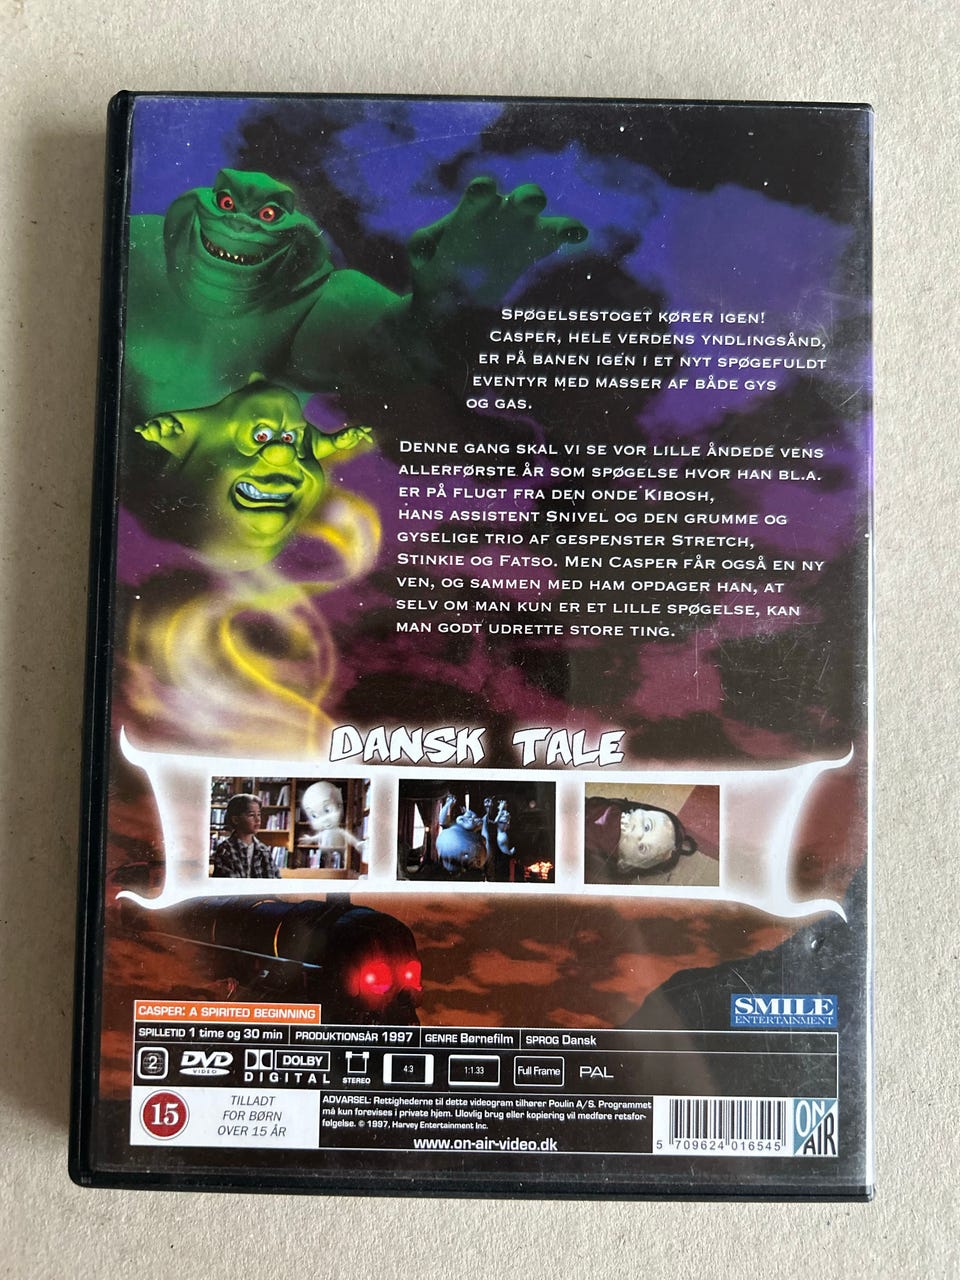 SPØGELSESTOGET KØRER IGEN!
CASPER, HELE VERDENS YNDLINGSÅND,
ER PÅ BANEN IGEN I ET NYT SPØGEFULDT
EVENTYR MED MASSER AF BÅDE GYS
OG GAS.
DENNE GANG SKAL VI SE VOR LILLE ÅNDEDE VENS
ALLERFØRSTE ÅR SOM SPØGELSE HVOR HAN BL.A.
ER PÅ FLUGT FRA DEN ONDE KIBOSH,
HANS ASSISTENT SNIVEL OG DEN GRUMME OG
GYSELIGE TRIO AF GESPENSTER STRETCH,
STINKIE OG FATSO. MEN CASPER FÅR OGSÅ EN NY
VEN, OG SAMMEN MED HAM OPDAGER HAN, AT
SELV OM MAN KUN ER ET LILLE SPØGELSE, KAN
MAN GODT UDRETTE STORE TING.
DANSK TALE
CASPER: A SPIRITED BEGINNING
SMILE
ENTERTAINMENT
SPILLETID 1 time og 30 min PRODUKTIONSÅR 1997 GENRE Børnefilm SPROG Dansk
2 DVD VIDEO DOLBY DIGITAL STEREO 4:3 1:1.33 Full Frame PAL
15
TILLADT
FOR BØRN
OVER 15 ÅR
ADVARSEL: Rettighederne til dette videogram tilhører Poulin A/S. Programmet
må kun forevises i private hjem. Ulovlig brug eller kopiering vil medføre retsfor-
følgelse. © 1997, Harvey Entertainment Inc.
www.on-air-video.dk
5 709624 016545
ON
AIR